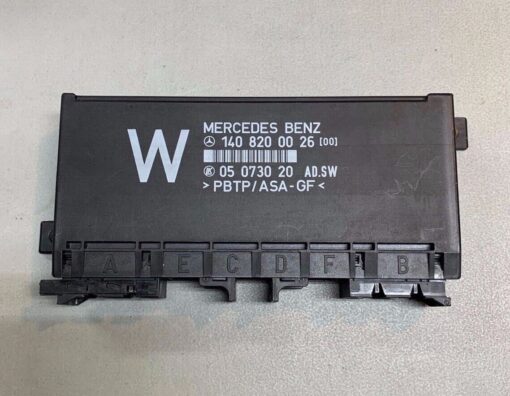 W
MERCEDES BENZ
140 820 00 26 [00]
05 0730 20 AD.SW
>PBTP/ASA-GF<
A E C D F B